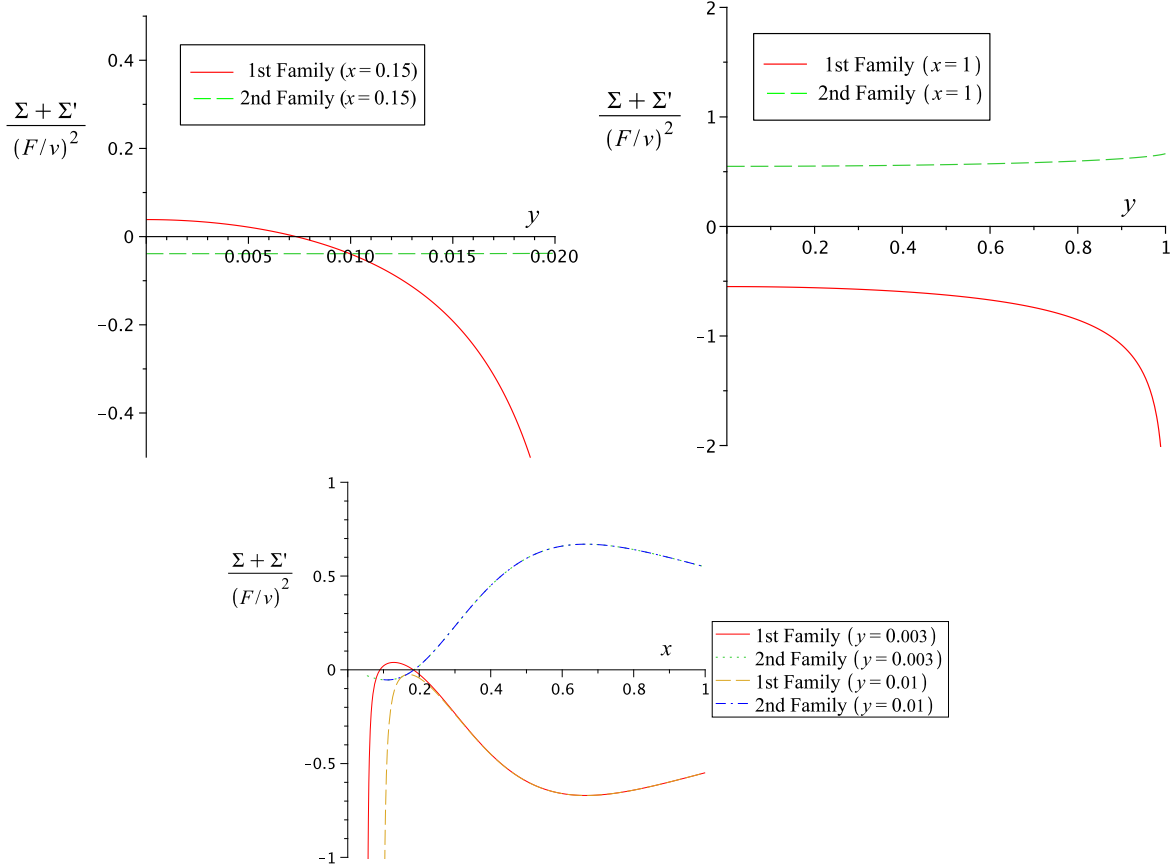 0.4
1st Family (x = 0.15)
2nd Family (x = 0.15)
Σ + Σ'
(F/v)²
0.2
y
0
0.005
0.010
0.015
0.020
−0.2
−0.4
2
1st Family (x = 1)
2nd Family (x = 1)
Σ + Σ'
(F/v)²
1
y
0
0.2
0.4
0.6
0.8
1
−1
−2
1
Σ + Σ'
(F/v)²
0.5
x
0
0.2
0.4
0.6
0.8
1
−0.5
−1
1st Family (y = 0.003)
2nd Family (y = 0.003)
1st Family (y = 0.01)
2nd Family (y = 0.01)